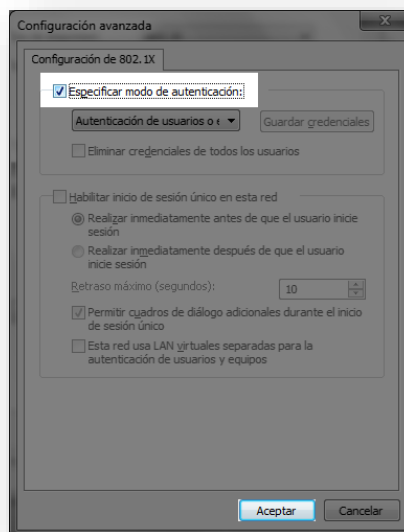 Configuración avanzada
Configuración de 802.1X
Especificar modo de autenticación:
Autenticación de usuarios o e
Guardar credenciales
Eliminar credenciales de todos los usuarios
Habilitar inicio de sesión único en esta red
Realizar inmediatamente antes de que el usuario inicie
sesión
Realizar inmediatamente después de que el usuario
inicie sesión
Retraso máximo (segundos):
10
Permitir cuadros de diálogo adicionales durante el inicio
de sesión único
Esta red usa LAN virtuales separadas para la
autenticación de usuarios y equipos
Aceptar
Cancelar